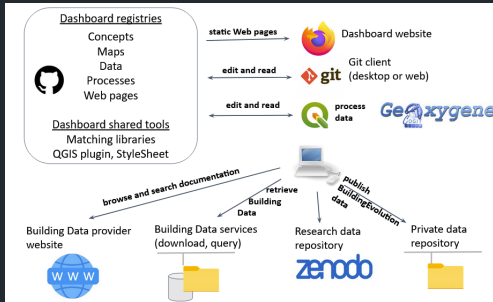 Dashboard registries
Concepts
Maps
Data
Processes
Web pages
Dashboard shared tools
Matching libraries
QGIS plugin, StyleSheet
static Web pages
Dashboard website
edit and read
git
Git client
(desktop or web)
edit and read
process
data
GeOxygene
browse and search documentation
retrieve
Building
Data
publish
BuildingEvolution
data
Building Data provider
website
WWW
Building Data services
(download, query)
Research data
repository
zenodo
Private data
repository